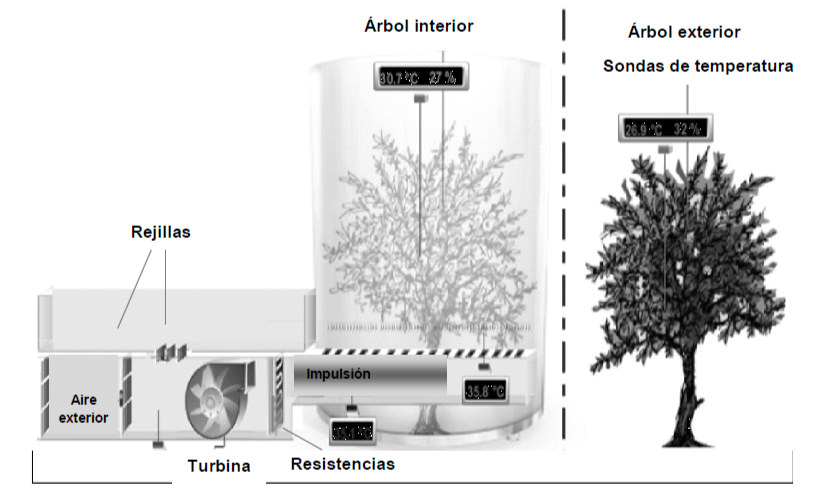 Árbol interior
Árbol exterior
Sondas de temperatura
30.7 °C 27 %
26.9 °C 32 %
Rejillas
Impulsión
35.8 °C
Aire
exterior
Turbina
Resistencias